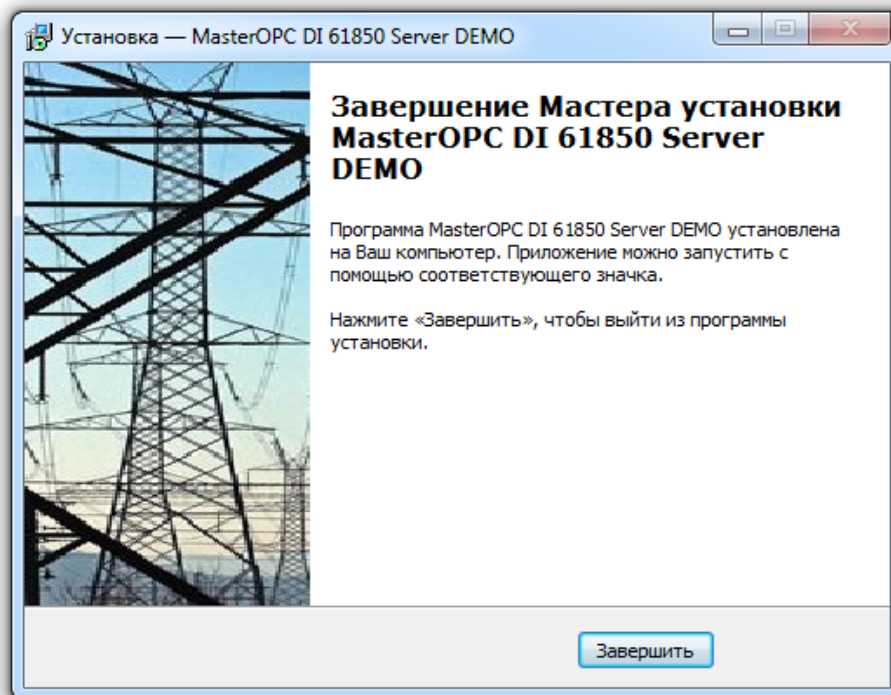 Установка — MasterOPC DI 61850 Server DEMO
Завершение Мастера установки
MasterOPC DI 61850 Server
DEMO
Программа MasterOPC DI 61850 Server DEMO установлена
на Ваш компьютер. Приложение можно запустить с
помощью соответствующего значка.
Нажмите «Завершить», чтобы выйти из программы
установки.
Завершить